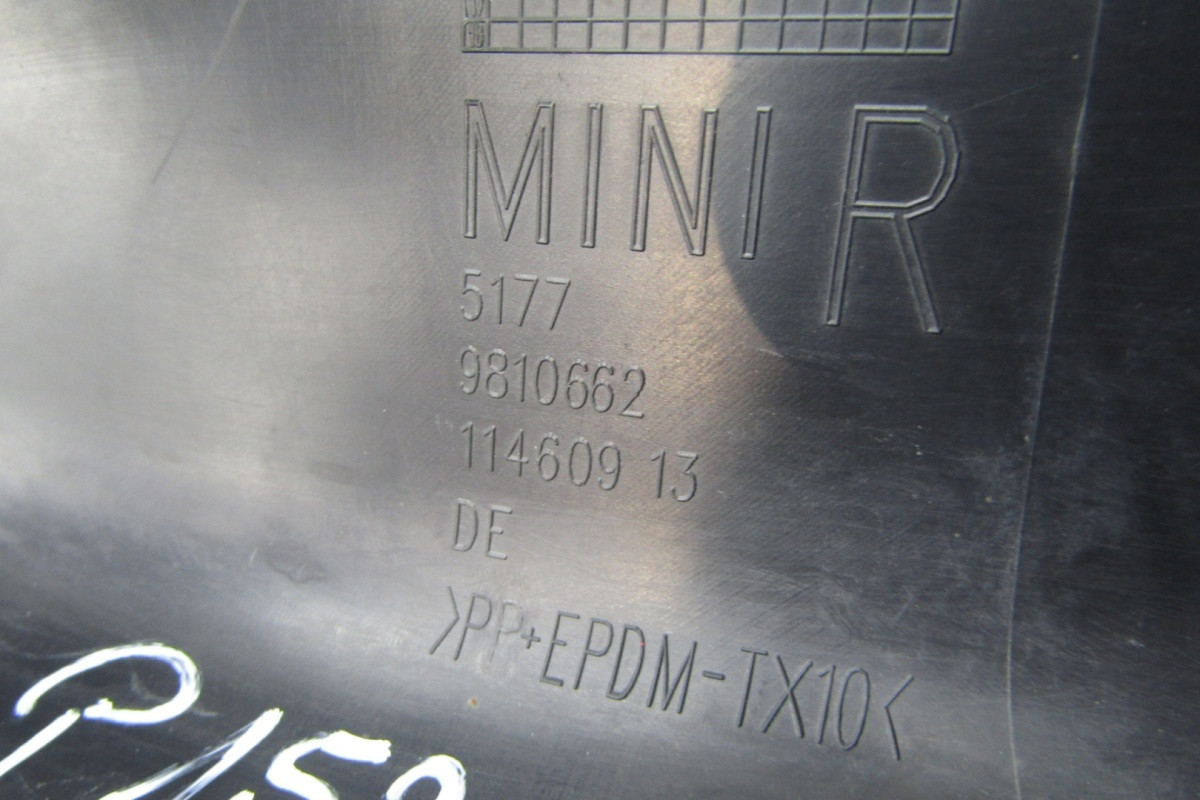 MINI R
5177
9810662
114609 13
DE
>PP+EPDM-TX10<